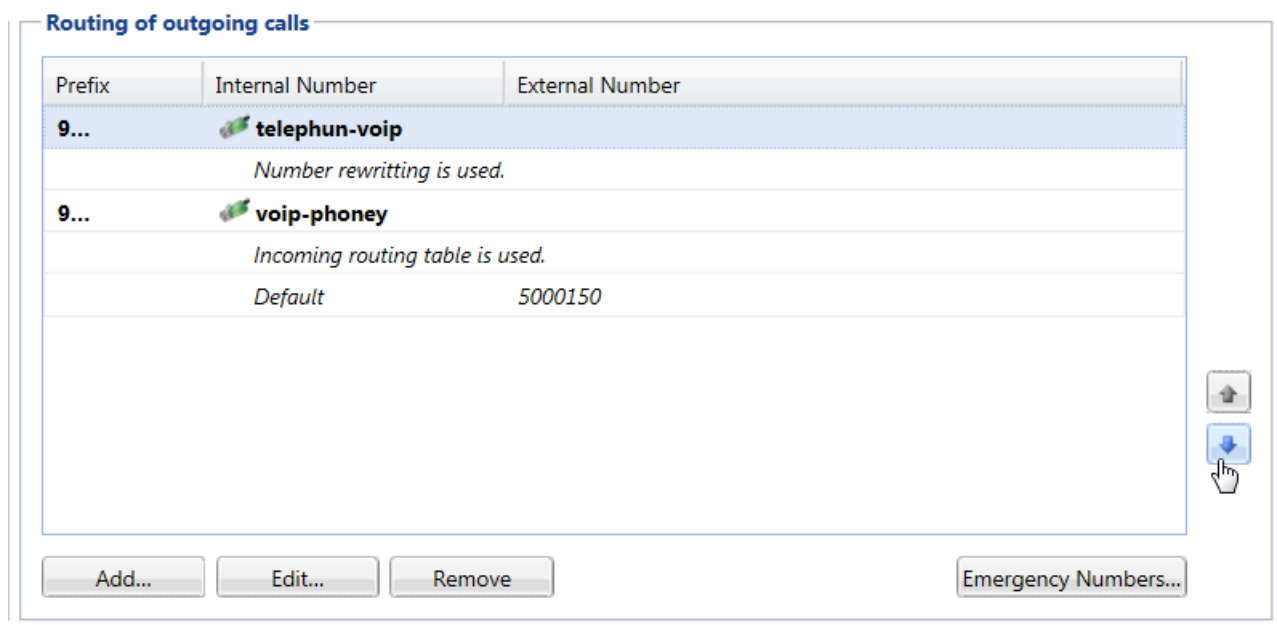 Routing of outgoing calls
Prefix Internal Number External Number
9... telephun-voip
Number rewritting is used.
9... voip-phoney
Incoming routing table is used.
Default 5000150
Add... Edit... Remove Emergency Numbers...